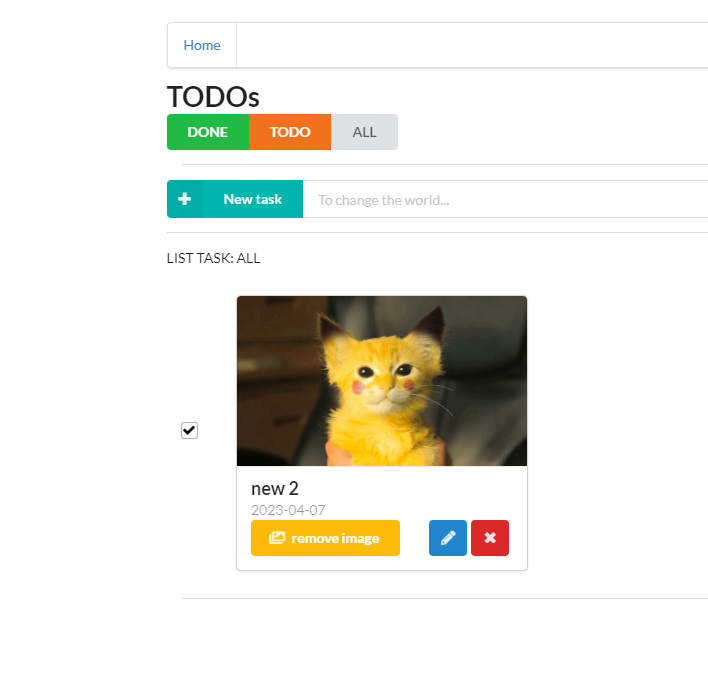 Home
TODOs
DONE TODO ALL
New task To change the world...
LIST TASK: ALL
new 2
2023-04-07
remove image